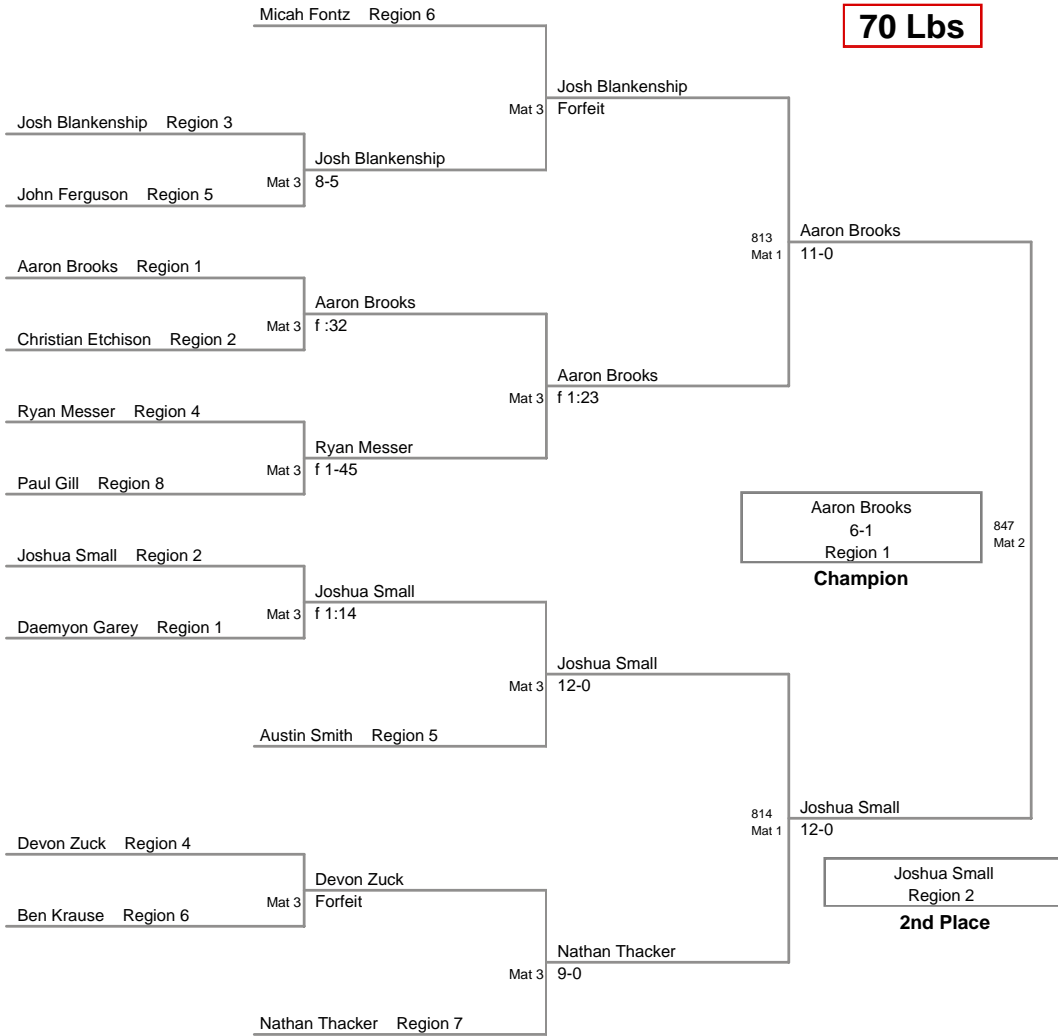 Micah Fontz Region 6
70 Lbs
Josh Blankenship
Mat 3
Forfeit
Josh Blankenship Region 3
Josh Blankenship
Mat 3
8-5
John Ferguson Region 5
813
Mat 1
Aaron Brooks
11-0
Aaron Brooks Region 1
Aaron Brooks
Mat 3
f :32
Christian Etchison Region 2
Aaron Brooks
Mat 3
f 1:23
Ryan Messer Region 4
Ryan Messer
Mat 3
f 1-45
Paul Gill Region 8
Aaron Brooks
6-1
Region 1
Champion
847
Mat 2
Joshua Small Region 2
Joshua Small
Mat 3
f 1:14
Daemyon Garey Region 1
Joshua Small
Mat 3
12-0
Austin Smith Region 5
814
Mat 1
Joshua Small
12-0
Devon Zuck Region 4
Devon Zuck
Mat 3
Forfeit
Ben Krause Region 6
Joshua Small
Region 2
2nd Place
Nathan Thacker
Mat 3
9-0
Nathan Thacker Region 7